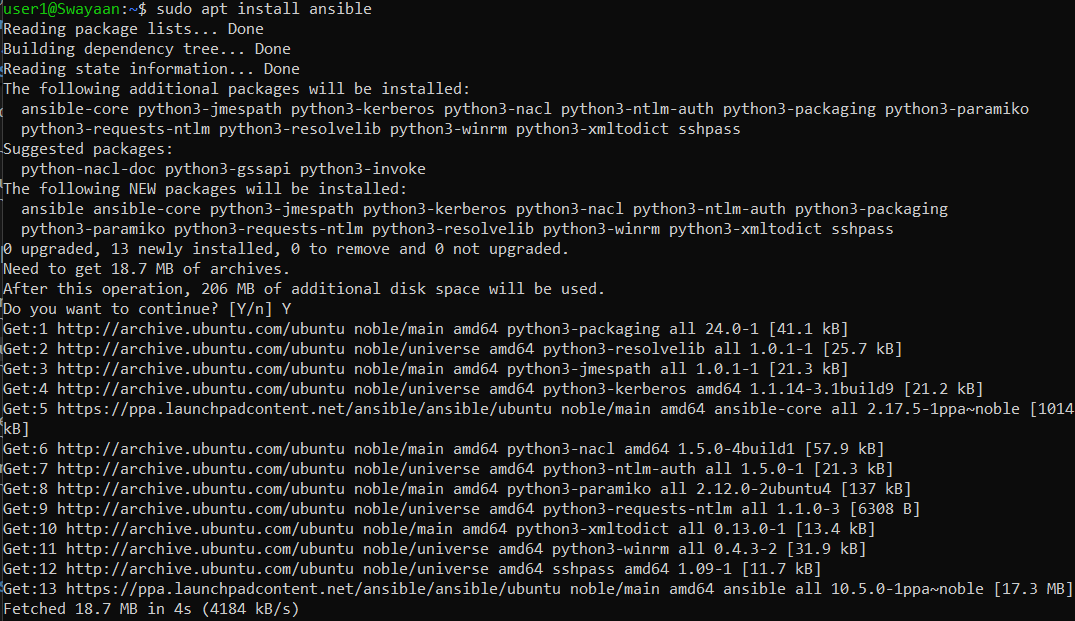 user1@Swayaan:~$ sudo apt install ansible
Reading package lists... Done
Building dependency tree... Done
Reading state information... Done
The following additional packages will be installed:
  ansible-core python3-jmespath python3-kerberos python3-nacl python3-ntlm-auth python3-packaging python3-paramiko
  python3-requests-ntlm python3-resolvelib python3-winrm python3-xmltodict sshpass
Suggested packages:
  python-nacl-doc python3-gssapi python3-invoke
The following NEW packages will be installed:
  ansible ansible-core python3-jmespath python3-kerberos python3-nacl python3-ntlm-auth python3-packaging
  python3-paramiko python3-requests-ntlm python3-resolvelib python3-winrm python3-xmltodict sshpass
0 upgraded, 13 newly installed, 0 to remove and 0 not upgraded.
Need to get 18.7 MB of archives.
After this operation, 206 MB of additional disk space will be used.
Do you want to continue? [Y/n] Y
Get:1 http://archive.ubuntu.com/ubuntu noble/main amd64 python3-packaging all 24.0-1 [41.1 kB]
Get:2 http://archive.ubuntu.com/ubuntu noble/universe amd64 python3-resolvelib all 1.0.1-1 [25.7 kB]
Get:3 http://archive.ubuntu.com/ubuntu noble/main amd64 python3-jmespath all 1.0.1-1 [21.3 kB]
Get:4 http://archive.ubuntu.com/ubuntu noble/universe amd64 python3-kerberos amd64 1.1.14-3.1build9 [21.2 kB]
Get:5 https://ppa.launchpadcontent.net/ansible/ansible/ubuntu noble/main amd64 ansible-core all 2.17.5-1ppa~noble [1014
kB]
Get:6 http://archive.ubuntu.com/ubuntu noble/main amd64 python3-nacl amd64 1.5.0-4build1 [57.9 kB]
Get:7 http://archive.ubuntu.com/ubuntu noble/universe amd64 python3-ntlm-auth all 1.5.0-1 [21.3 kB]
Get:8 http://archive.ubuntu.com/ubuntu noble/main amd64 python3-paramiko all 2.12.0-2ubuntu4 [137 kB]
Get:9 http://archive.ubuntu.com/ubuntu noble/universe amd64 python3-requests-ntlm all 1.1.0-3 [6308 B]
Get:10 http://archive.ubuntu.com/ubuntu noble/main amd64 python3-xmltodict all 0.13.0-1 [13.4 kB]
Get:11 http://archive.ubuntu.com/ubuntu noble/universe amd64 python3-winrm all 0.4.3-2 [31.9 kB]
Get:12 http://archive.ubuntu.com/ubuntu noble/universe amd64 sshpass amd64 1.09-1 [11.7 kB]
Get:13 https://ppa.launchpadcontent.net/ansible/ansible/ubuntu noble/main amd64 ansible all 10.5.0-1ppa~noble [17.3 MB]
Fetched 18.7 MB in 4s (4184 kB/s)